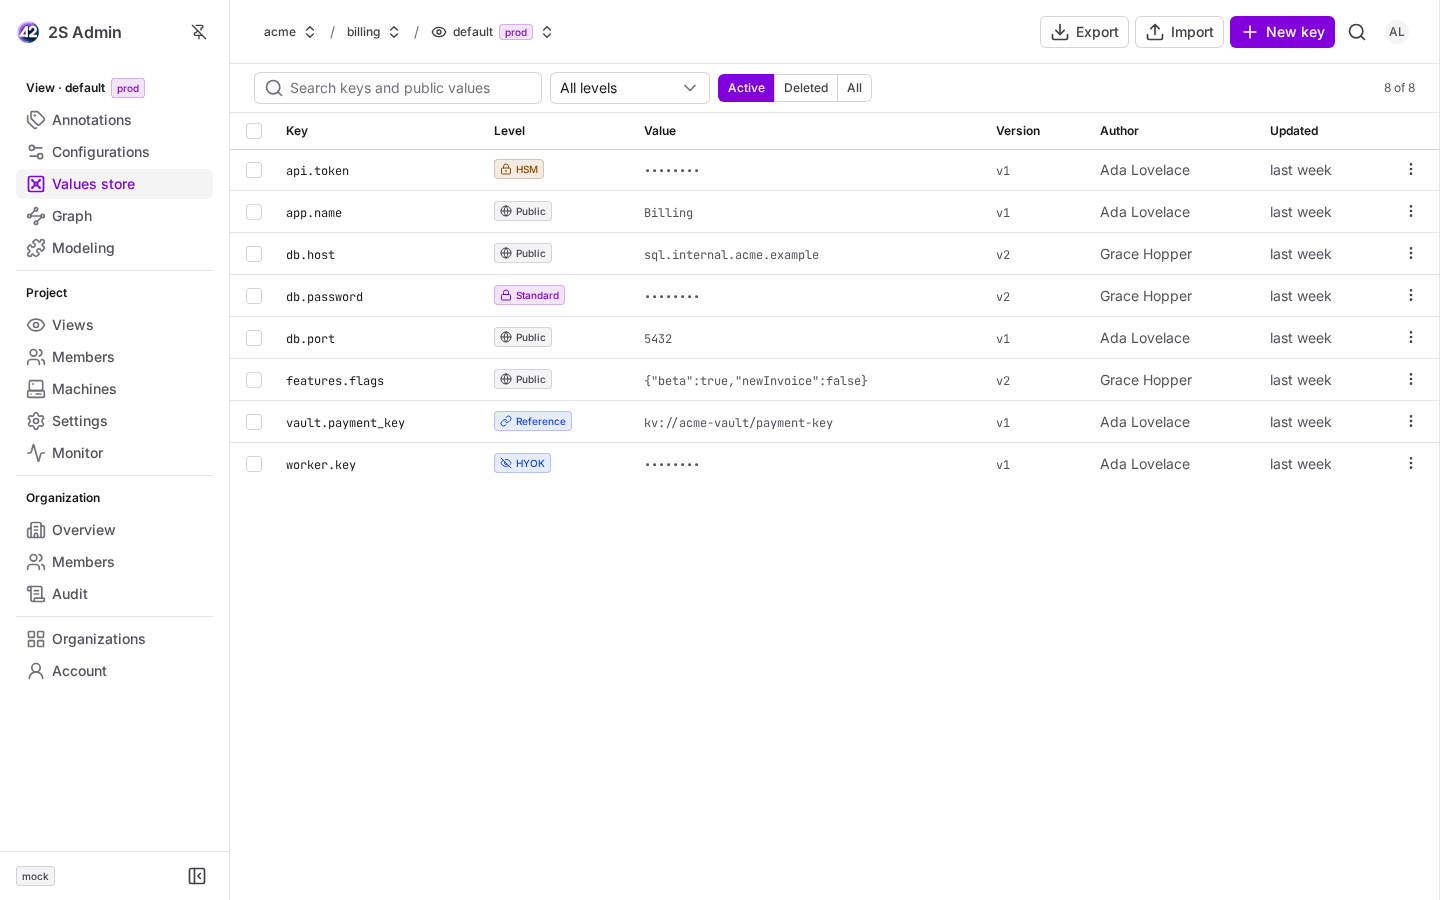 42 2S Admin
acme / billing / default prod
Export Import New key AL
View · default prod
Annotations
Configurations
Values store
Graph
Modeling
Project
Views
Members
Machines
Settings
Monitor
Organization
Overview
Members
Audit
Organizations
Account
mock
Search keys and public values All levels Active Deleted All 8 of 8
Key Level Value Version Author Updated
api.token HSM •••••••• v1 Ada Lovelace last week
app.name Public Billing v1 Ada Lovelace last week
db.host Public sql.internal.acme.example v2 Grace Hopper last week
db.password Standard •••••••• v2 Grace Hopper last week
db.port Public 5432 v1 Ada Lovelace last week
features.flags Public {"beta":true,"newInvoice":false} v2 Grace Hopper last week
vault.payment_key Reference kv://acme-vault/payment-key v1 Ada Lovelace last week
worker.key HYOK •••••••• v1 Ada Lovelace last week